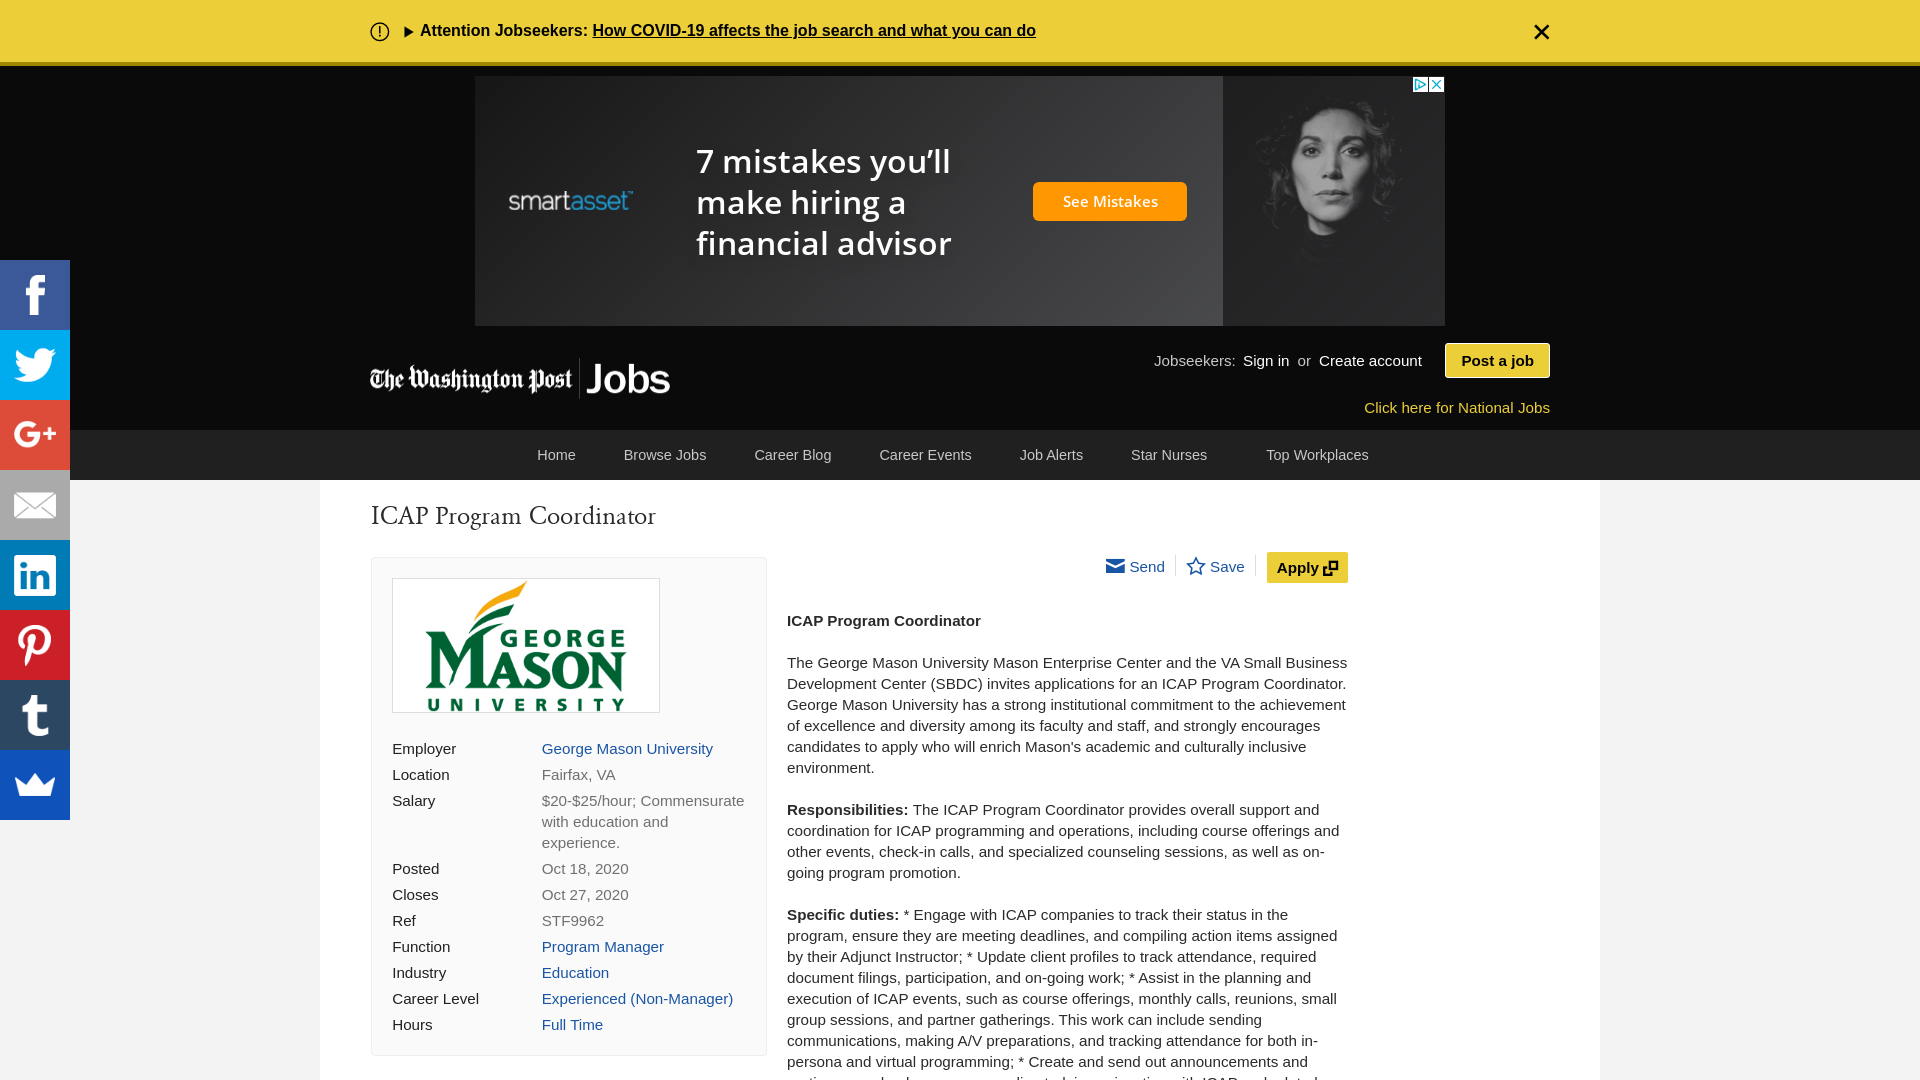 Attention Jobseekers: How COVID-19 affects the job search and what you can do
7 mistakes you'll
make hiring a
financial advisor
smartasset™
See Mistakes
The Washington Post Jobs
Jobseekers: Sign in or Create account
Post a job
Click here for National Jobs
Home Browse Jobs Career Blog Career Events Job Alerts Star Nurses Top Workplaces
ICAP Program Coordinator
GEORGE
MASON
UNIVERSITY
Employer George Mason University
Location Fairfax, VA
Salary $20-$25/hour; Commensurate
with education and
experience.
Posted Oct 18, 2020
Closes Oct 27, 2020
Ref STF9962
Function Program Manager
Industry Education
Career Level Experienced (Non-Manager)
Hours Full Time
Send Save Apply
ICAP Program Coordinator
The George Mason University Mason Enterprise Center and the VA Small Business
Development Center (SBDC) invites applications for an ICAP Program Coordinator.
George Mason University has a strong institutional commitment to the achievement
of excellence and diversity among its faculty and staff, and strongly encourages
candidates to apply who will enrich Mason's academic and culturally inclusive
environment.
Responsibilities: The ICAP Program Coordinator provides overall support and
coordination for ICAP programming and operations, including course offerings and
other events, check-in calls, and specialized counseling sessions, as well as on-
going program promotion.
Specific duties: * Engage with ICAP companies to track their status in the
program, ensure they are meeting deadlines, and compiling action items assigned
by their Adjunct Instructor; * Update client profiles to track attendance, required
document filings, participation, and on-going work; * Assist in the planning and
execution of ICAP events, such as course offerings, monthly calls, reunions, small
group sessions, and partner gatherings. This work can include sending
communications, making A/V preparations, and tracking attendance for both in-
persona and virtual programming; * Create and send out announcements and